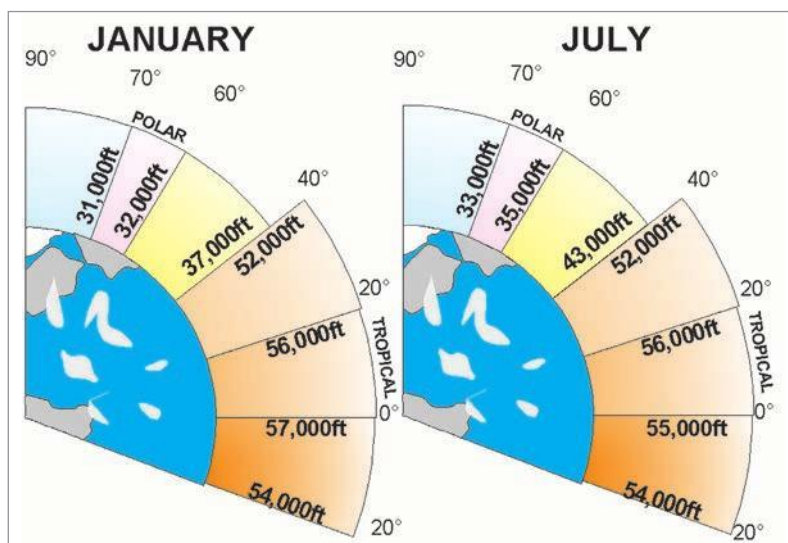 JANUARY
90°
70°
60°
40°
20°
0°
20°
POLAR
TROPICAL
31,000ft
32,000ft
37,000ft
52,000ft
56,000ft
57,000ft
54,000ft
JULY
90°
70°
60°
40°
20°
0°
20°
POLAR
TROPICAL
33,000ft
35,000ft
43,000ft
52,000ft
56,000ft
55,000ft
54,000ft